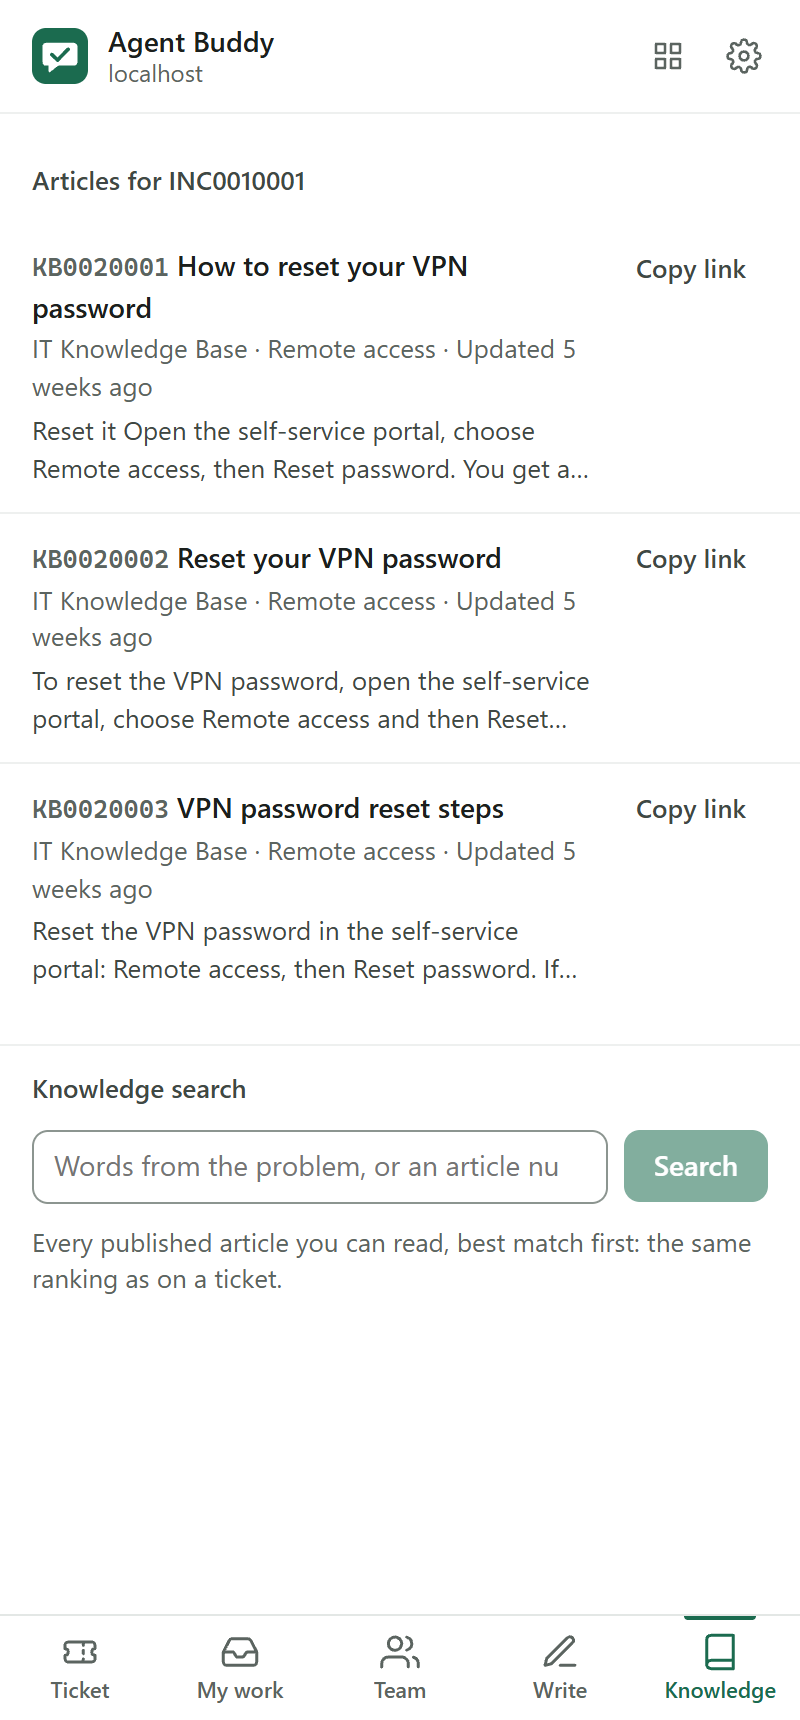 Agent Buddy
localhost
Articles for INC0010001
KB0020001 How to reset your VPN
password
Copy link
IT Knowledge Base · Remote access · Updated 5
weeks ago
Reset it Open the self-service portal, choose
Remote access, then Reset password. You get a...
KB0020002 Reset your VPN password
Copy link
IT Knowledge Base · Remote access · Updated 5
weeks ago
To reset the VPN password, open the self-service
portal, choose Remote access and then Reset...
KB0020003 VPN password reset steps
Copy link
IT Knowledge Base · Remote access · Updated 5
weeks ago
Reset the VPN password in the self-service
portal: Remote access, then Reset password. If...
Knowledge search
Words from the problem, or an article nu
Search
Every published article you can read, best match first: the same
ranking as on a ticket.
Ticket
My work
Team
Write
Knowledge